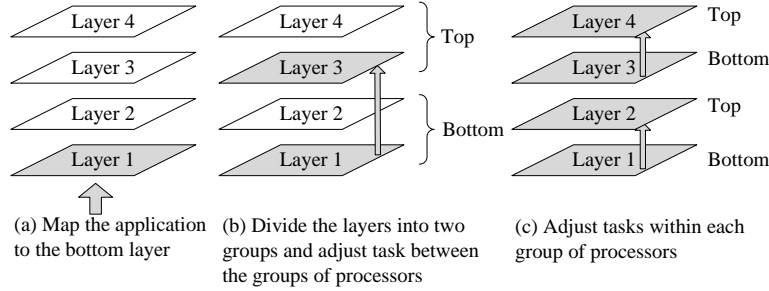 Layer 4
Layer 3
Layer 2
Layer 1
(a) Map the application
to the bottom layer
Layer 4
Layer 3
Layer 2
Layer 1
Top
Bottom
(b) Divide the layers into two
groups and adjust task between
the groups of processors
Layer 4
Top
Layer 3
Bottom
Layer 2
Top
Layer 1
Bottom
(c) Adjust tasks within each
group of processors